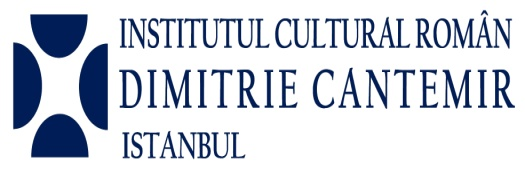 INSTITUTUL CULTURAL ROMÂN
DIMITRIE CANTEMIR
ISTANBUL